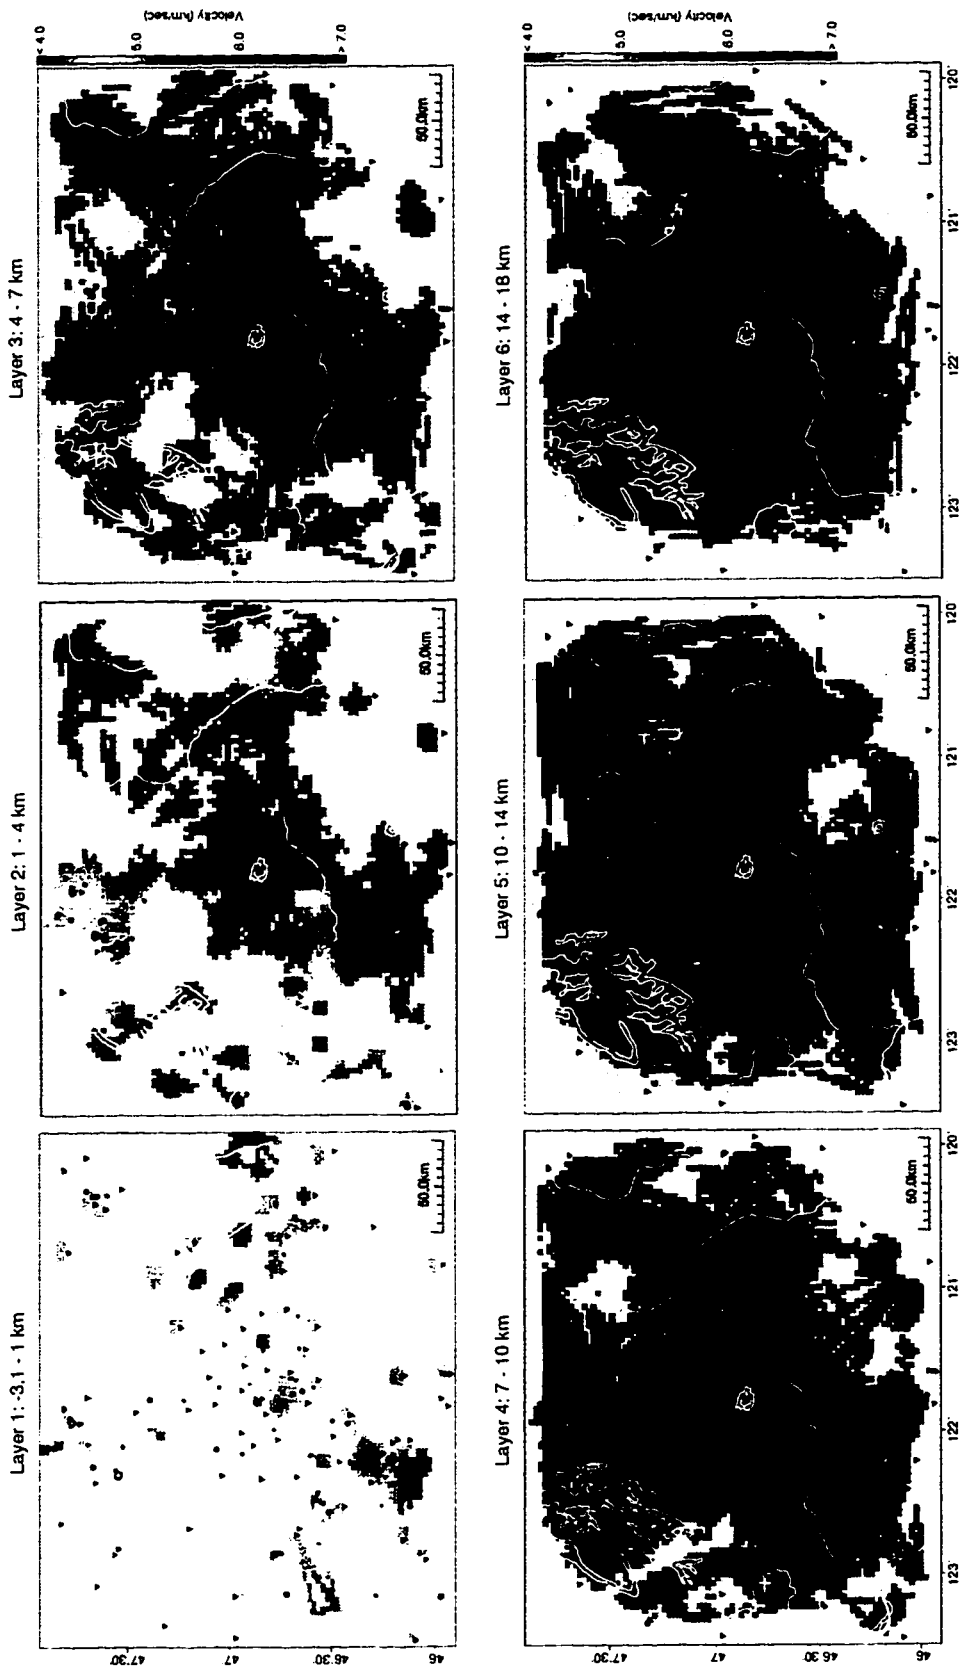 Layer 1: -3.1 - 1 km
Layer 2: 1 - 4 km
Layer 3: 4 - 7 km
50.0km
50.0km
50.0km
< 4.0
5.0
6.0
> 7.0
Velocity (km/sec)
47°30'
47
46°30'
46
Layer 4: 7 - 10 km
Layer 5: 10 - 14 km
Layer 6: 14 - 18 km
50.0km
50.0km
50.0km
< 4.0
5.0
6.0
> 7.0
Velocity (km/sec)
47°30'
47
46°30'
46
123
122
121'
120'
123
122
121'
120
123'
122'
121'
120